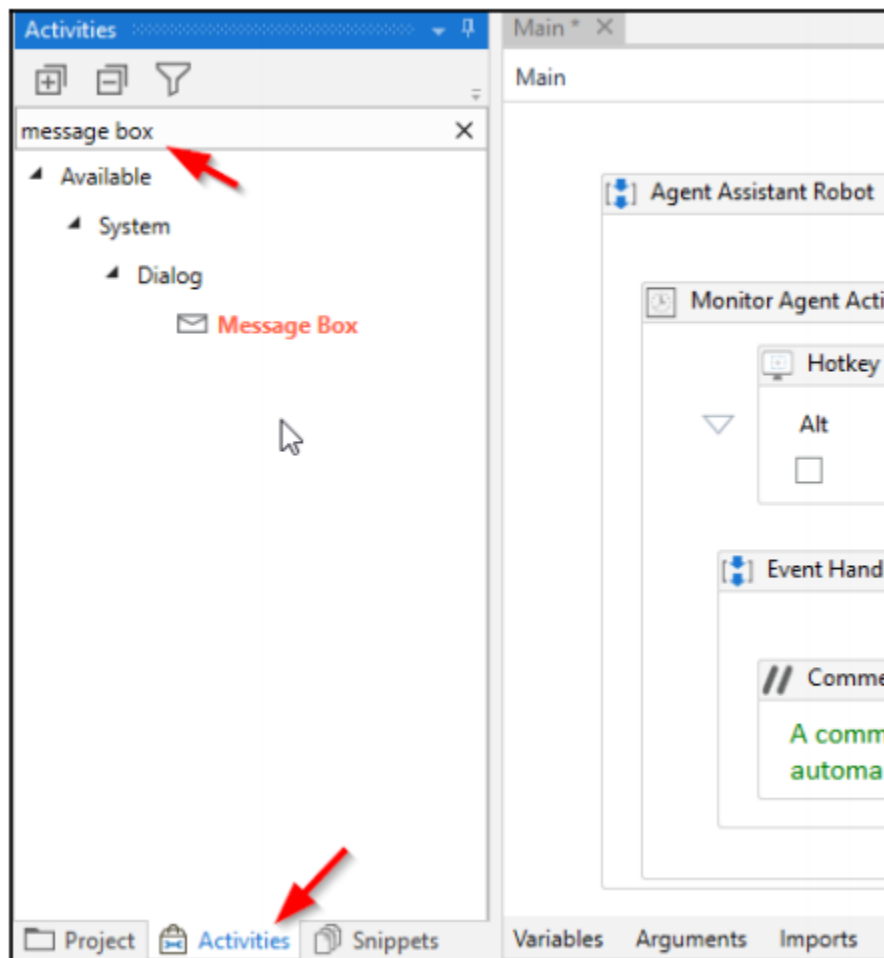 Activities
message box
Available
System
Dialog
Message Box
Project
Activities
Snippets
Main *
Main
Agent Assistant Robot
Monitor Agent Acti
Hotkey
Alt
Event Hand
Comme
A comm
automa
Variables
Arguments
Imports